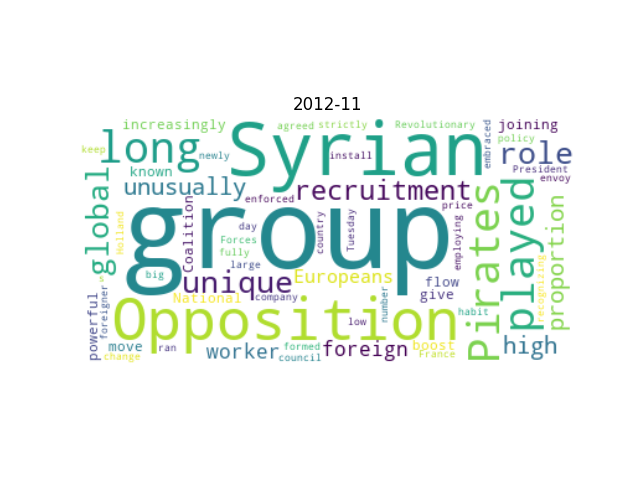 2012-11
increasingly
agreed
strictly
Revolutionary
joining
keep
long
newly
Syrian
install
embraced
policy
role
known
President
envoy
global
unusually
enforced
recruitment
price
Holland
Coalition
group
day
Forces
fully
large
country
Tuesday
employing
Pirates
played
proportion
recognizing
big
unique
Europeans
flow
give
powerful
foreigner
National
company
number
habit
Opposition
low
move
ran
worker
formed
council
foreign
boost
France
high
change